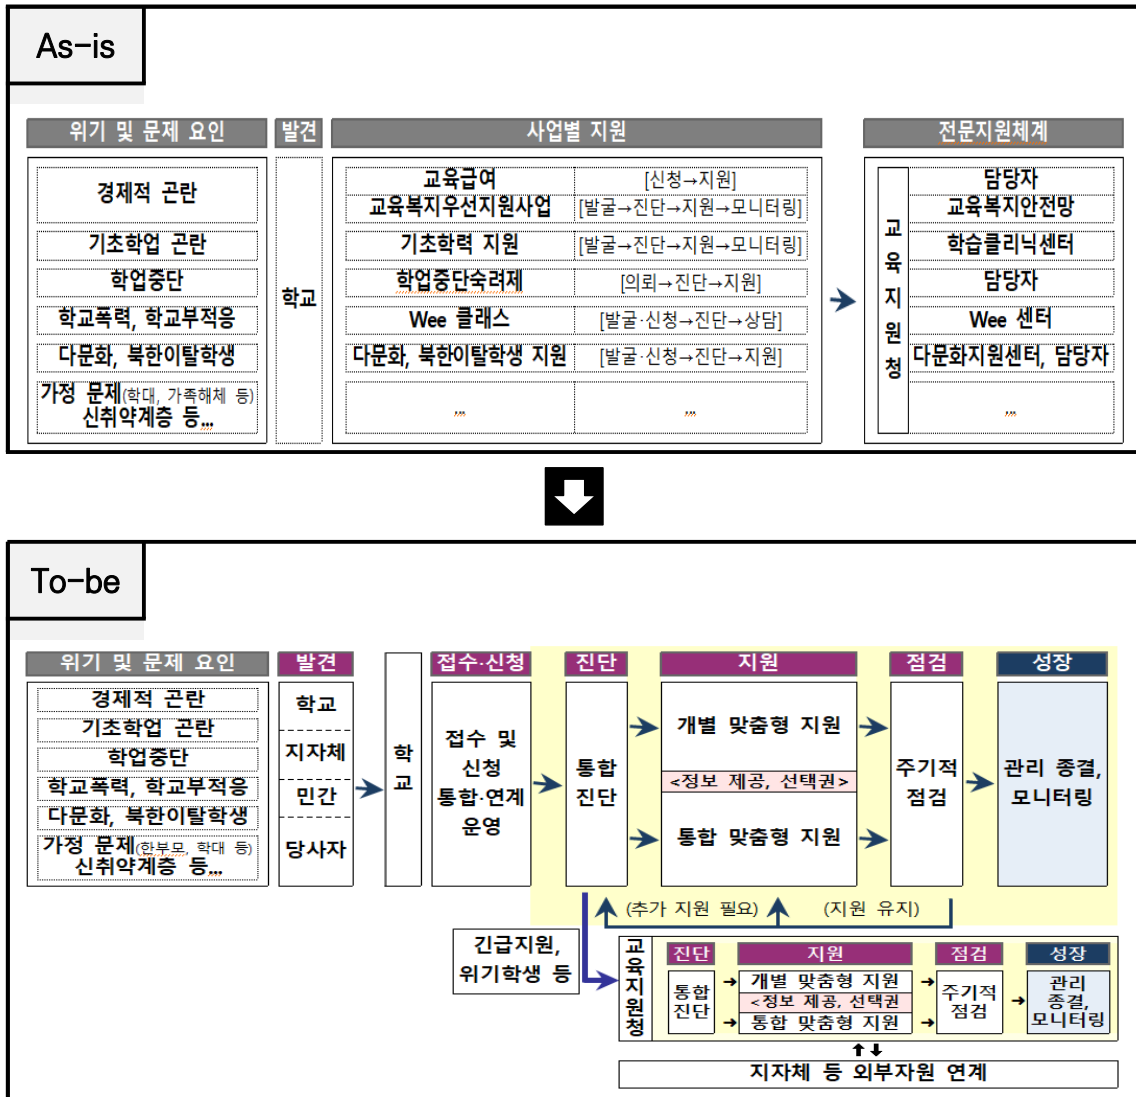 As-is
위기 및 문제 요인
발견
사업별 지원
전문지원체계
경제적 곤란
기초학업 곤란
학업중단
학교폭력, 학교부적응
다문화, 북한이탈학생
가정 문제(학대, 가족해체 등)
신취약계층 등...
학교
교육급여 [신청→지원]
교육복지우선지원사업 [발굴→진단→지원→모니터링]
기초학력 지원 [발굴→진단→지원→모니터링]
학업중단숙려제 [의뢰→진단→지원]
Wee 클래스 [발굴·신청→진단→상담]
다문화, 북한이탈학생 지원 [발굴·신청→진단→지원]
... ...
교육지원청
담당자
교육복지안전망
학습클리닉센터
담당자
Wee 센터
다문화지원센터, 담당자
...
To-be
위기 및 문제 요인
발견
접수·신청
진단
지원
점검
성장
경제적 곤란
기초학업 곤란
학업중단
학교폭력, 학교부적응
다문화, 북한이탈학생
가정 문제(한부모, 학대 등)
신취약계층 등...
학교
지자체
민간
당사자
학교
접수 및
신청
통합·연계
운영
통합
진단
개별 맞춤형 지원
<정보 제공, 선택권>
통합 맞춤형 지원
주기적
점검
관리 종결,
모니터링
(추가 지원 필요)
(지원 유지)
긴급지원,
위기학생 등
교육지원청
진단
지원
점검
성장
통합
진단
개별 맞춤형 지원
<정보 제공, 선택권
통합 맞춤형 지원
주기적
점검
관리
종결,
모니터링
지자체 등 외부자원 연계